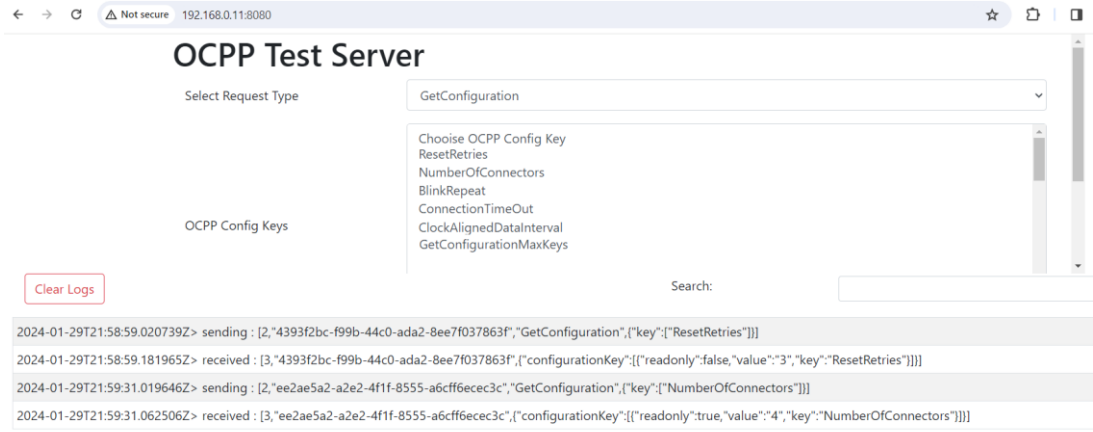 Not secure 192.168.0.11:8080
OCPP Test Server
Select Request Type GetConfiguration
OCPP Config Keys
Chooise OCPP Config Key
ResetRetries
NumberOfConnectors
BlinkRepeat
ConnectionTimeOut
ClockAlignedDataInterval
GetConfigurationMaxKeys
Clear Logs Search:
2024-01-29T21:58:59.020739Z> sending : [2,"4393f2bc-f99b-44c0-ada2-8ee7f037863f","GetConfiguration",{"key":["ResetRetries"]}]
2024-01-29T21:58:59.181965Z> received : [3,"4393f2bc-f99b-44c0-ada2-8ee7f037863f",{"configurationKey":[{"readonly":false,"value":"3","key":"ResetRetries"}]}]
2024-01-29T21:59:31.019646Z> sending : [2,"ee2ae5a2-a2e2-4f1f-8555-a6cff6ecec3c","GetConfiguration",{"key":["NumberOfConnectors"]}]
2024-01-29T21:59:31.062506Z> received : [3,"ee2ae5a2-a2e2-4f1f-8555-a6cff6ecec3c",{"configurationKey":[{"readonly":true,"value":"4","key":"NumberOfConnectors"}]}]